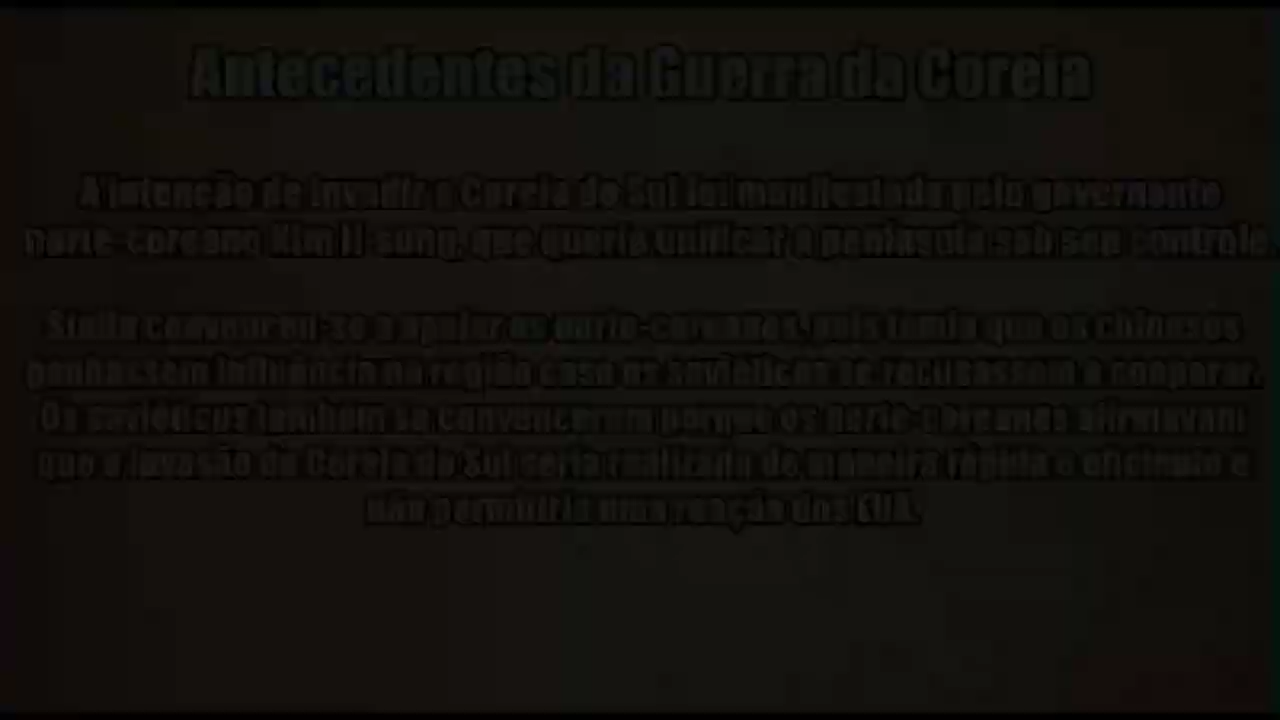 Antecedentes da Guerra da Coreia
A intenção de invadir a Coreia do Sul foi manifestada pelo governante
norte-coreano Kim Il-sung, que queria unificar a península sob seu controle.
Stalin convenceu-se a apoiar os norte-coreanos, pois temia que os chineses
ganhassem influência na região caso os soviéticos se recusassem a cooperar.
Os soviéticos também se convenceram porque os norte-coreanos afirmavam
que a invasão da Coreia do Sul seria realizada de maneira rápida e eficiente e
não permitiria uma reação dos EUA.